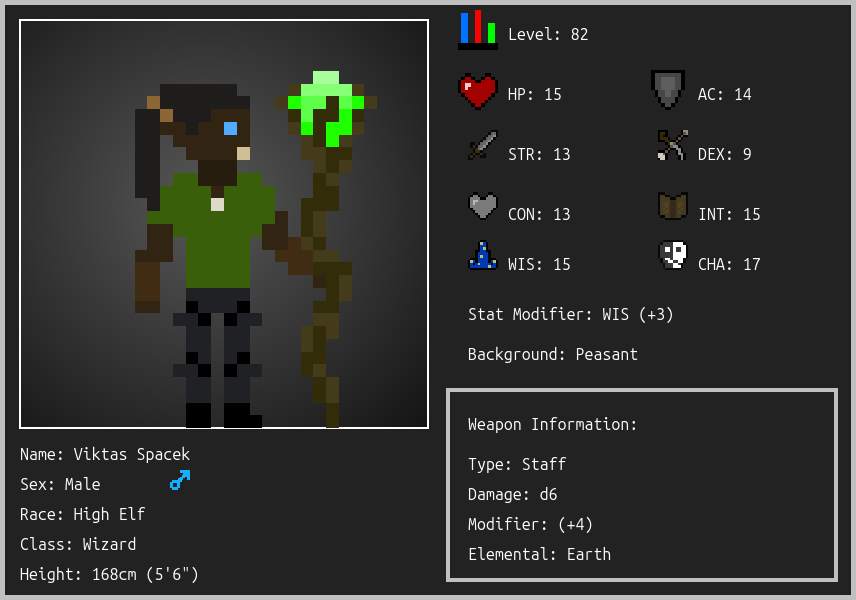 Level: 82
HP: 15
AC: 14
STR: 13
DEX: 9
CON: 13
INT: 15
WIS: 15
CHA: 17
Stat Modifier: WIS (+3)
Background: Peasant
Weapon Information:
Type: Staff
Damage: d6
Modifier: (+4)
Elemental: Earth
Name: Viktas Spacek
Sex: Male
Race: High Elf
Class: Wizard
Height: 168cm (5'6")